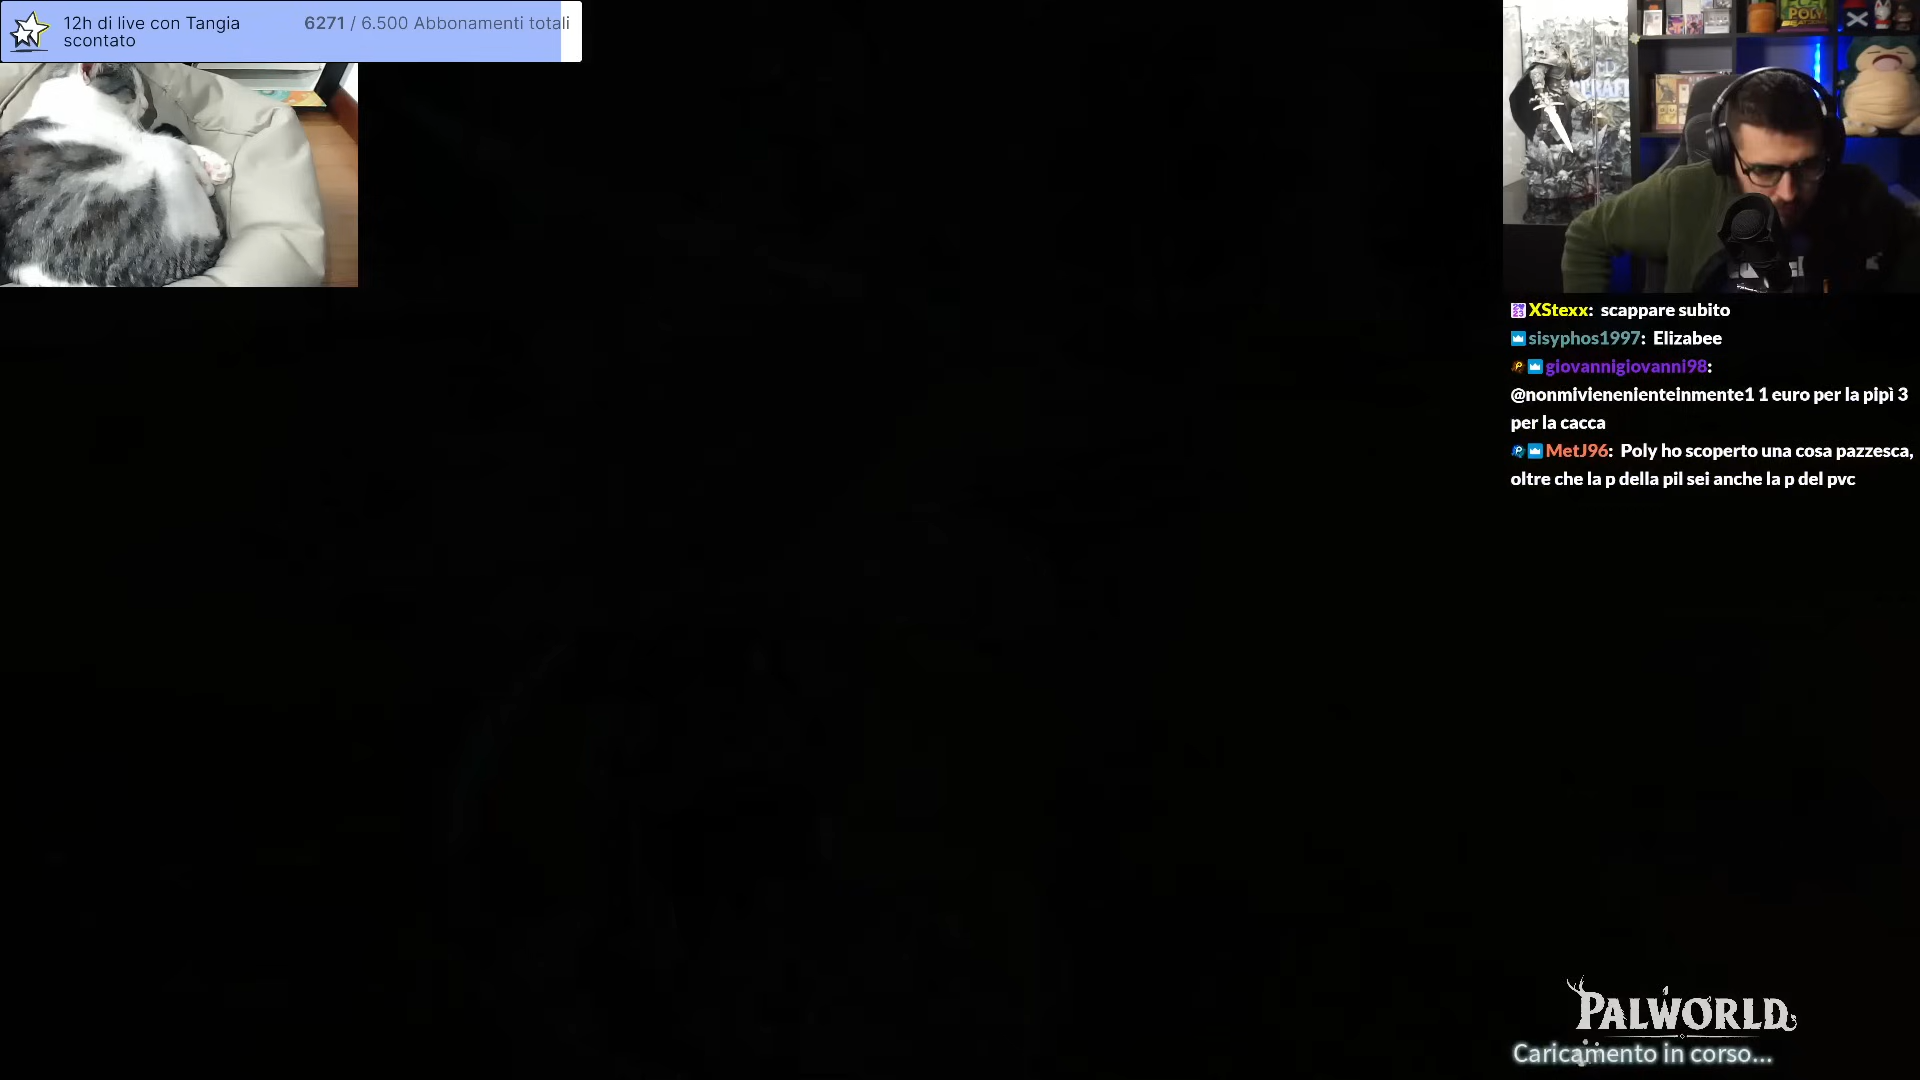 12h di live con Tangia
scontato
6271 / 6.500 Abbonamenti totali
POLY
XStexx: scappare subito
sisyphos1997: Elizabee
giovannigiovanni98:
@nonmivienenienteinmente1 1 euro per la pipì 3
per la cacca
MetJ96: Poly ho scoperto una cosa pazzesca,
oltre che la p della pil sei anche la p del pvc
PALWORLD
Caricamento in corso...